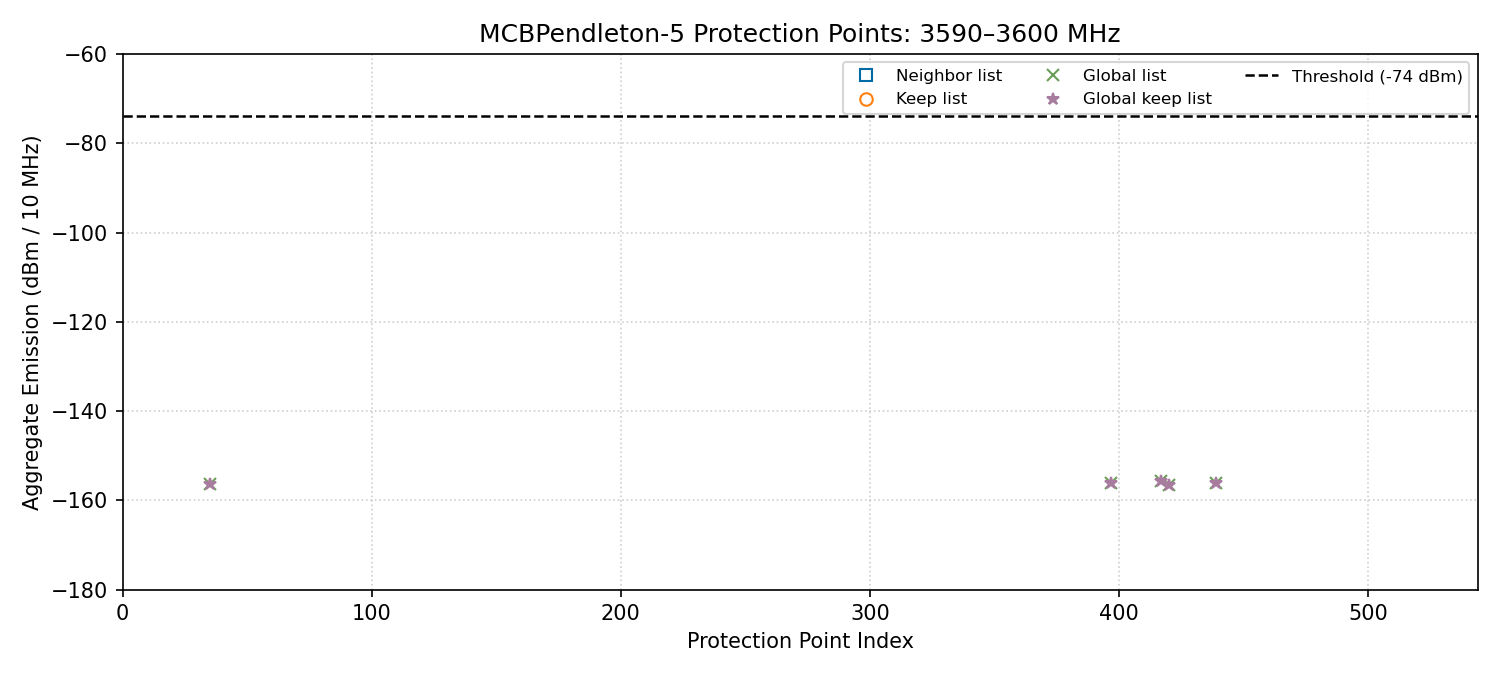 MCBPendleton-5 Protection Points: 3590–3600 MHz
Neighbor list
Keep list
Global list
Global keep list
Threshold (-74 dBm)
Aggregate Emission (dBm / 10 MHz)
−60
−80
−100
−120
−140
−160
−180
0 100 200 300 400 500
Protection Point Index